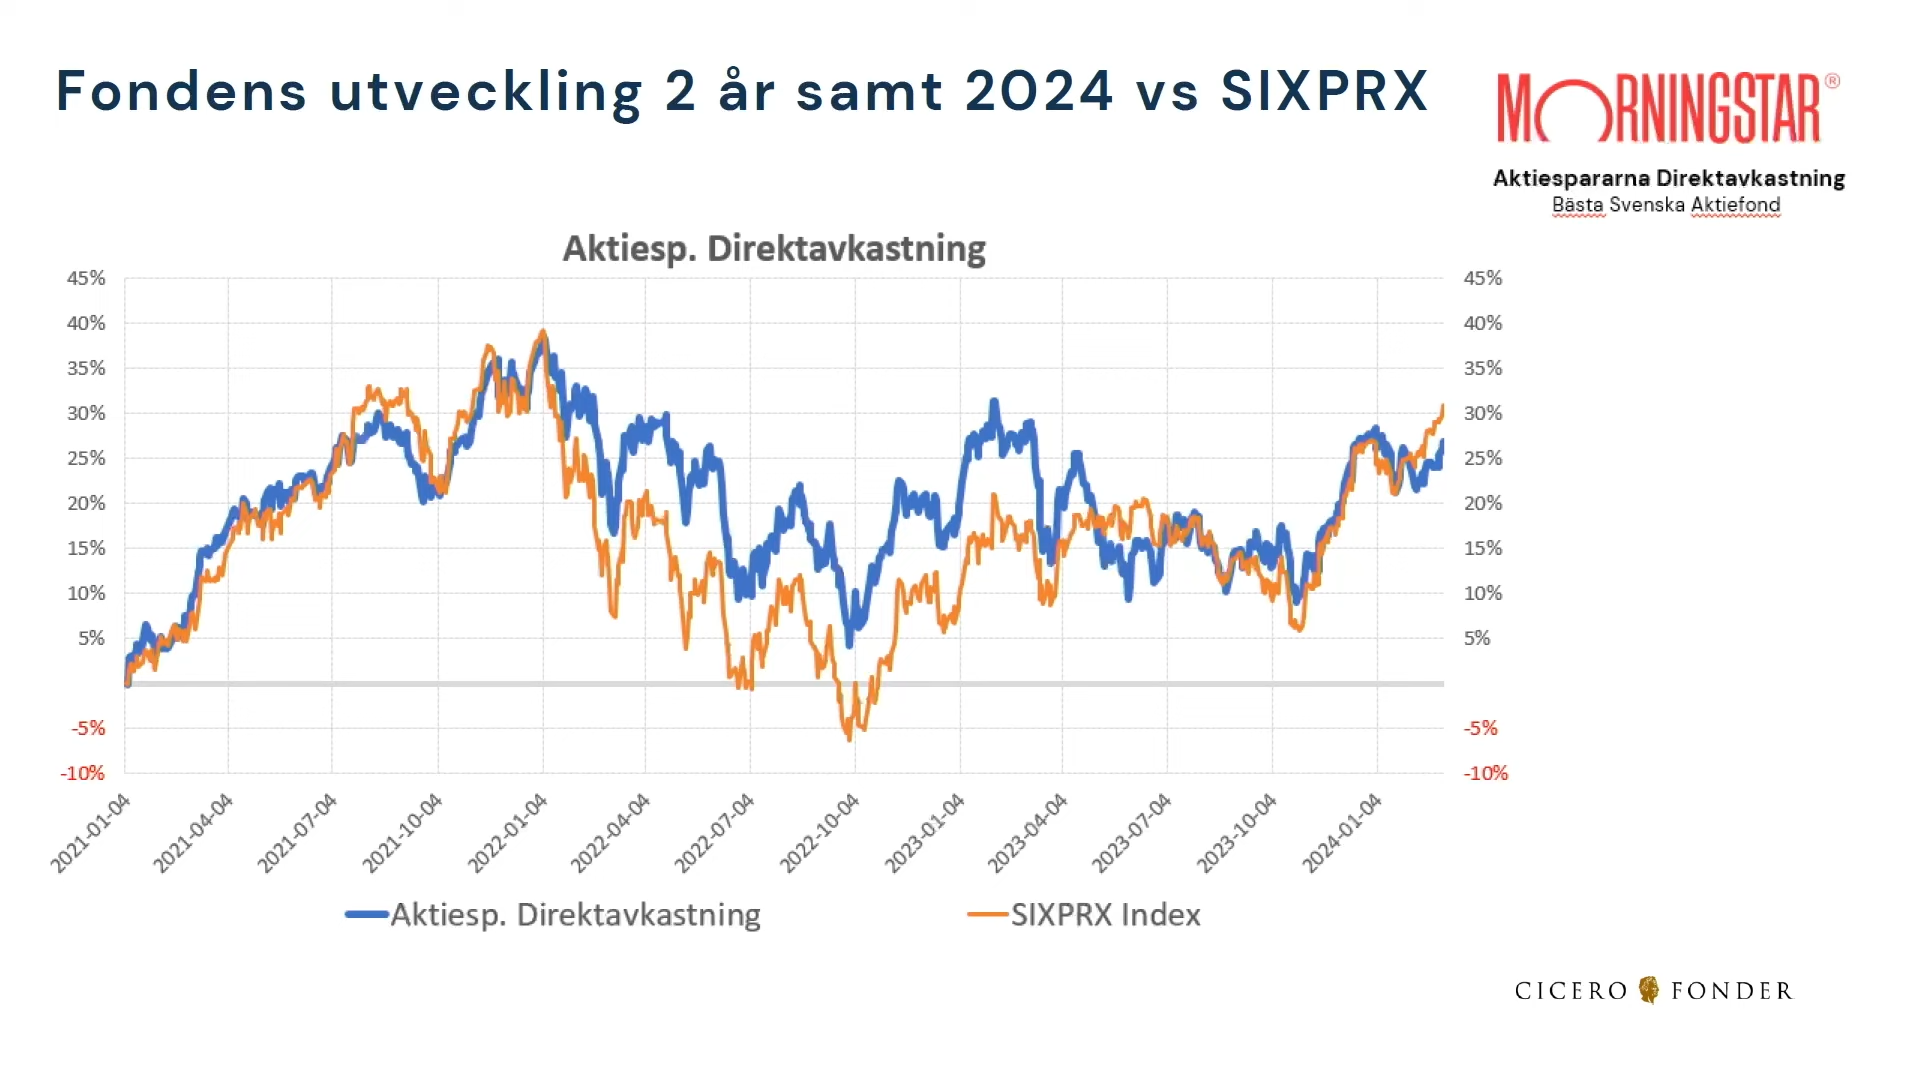 Fondens utveckling 2 år samt 2024 vs SIXPRX
MORNINGSTAR®
Aktiespararna Direktavkastning
Bästa Svenska Aktiefond
Aktiesp. Direktavkastning
45% 45%
40% 40%
35% 35%
30% 30%
25% 25%
20% 20%
15% 15%
10% 10%
5% 5%
-5% -5%
-10% -10%
2021-01-04 2021-04-04 2021-07-04 2021-10-04 2022-01-04 2022-04-04 2022-07-04 2022-10-04 2023-01-04 2023-04-04 2023-07-04 2023-10-04 2024-01-04
Aktiesp. Direktavkastning SIXPRX Index
CICERO FONDER